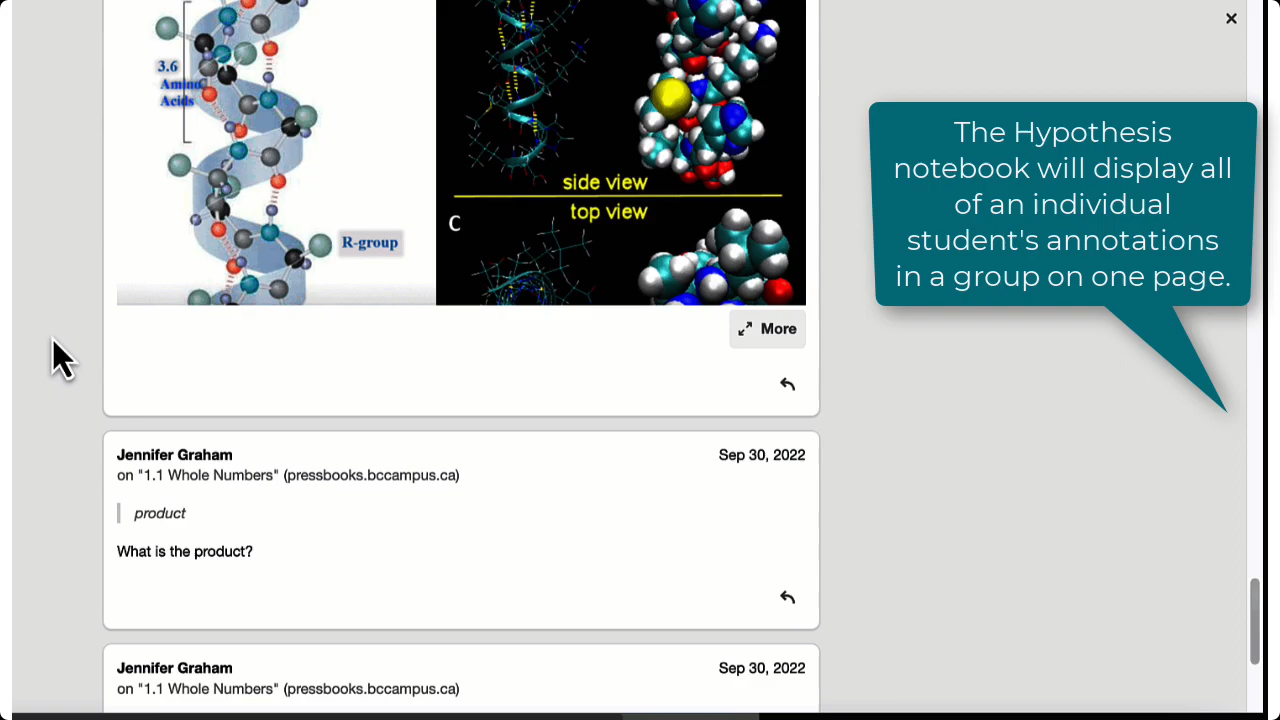 3.6
Amino
Acids
R-group
side view
top view
C
×
The Hypothesis
notebook will display all
of an individual
student's annotations
in a group on one page.
More
Jennifer Graham
Sep 30, 2022
on "1.1 Whole Numbers" (pressbooks.bccampus.ca)
product
What is the product?
Jennifer Graham
Sep 30, 2022
on "1.1 Whole Numbers" (pressbooks.bccampus.ca)